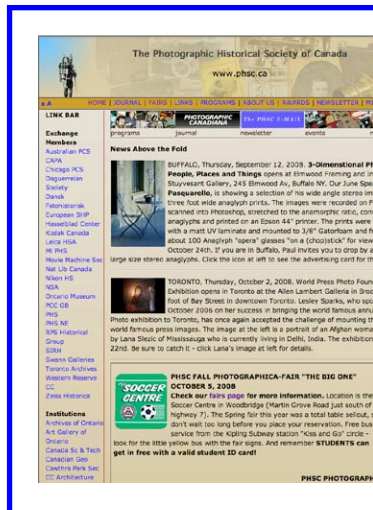 The Photographic Historical Society of Canada
www.phsc.ca
a A HOME | JOURNAL | FAIRS | LINKS | PROGRAMS | ABOUT US | AWARDS | NEWSLETTER |
LINK BAR
Exchange
Members
Australian PCS
CAPA
Chicago PCS
Daguerreian
Society
Dansk
Fotohistorisk
European SHP
Hasselblad Center
Kodak Canada
Leica HSA
MI PHS
Movie Machine Soc
Nat Lib Canada
Nikon HS
NSA
Ontario Museum
PCC GB
PHS
PHS NE
RPS Historical
Group
SIRH
Swann Galleries
Toronto Archives
Western Reserve
CC
Zeiss Historica
Institutions
Archives of Ontario
Art Gallery of
Ontario
Canada Sc & Tech
Canadian Geo
Cawthra Park Sec
CC Architecture
PHOTOGRAPHIC
CANADIANA
The PHSC E-MAIL
programs journal newsletter events
News Above the Fold
BUFFALO, Thursday, September 12, 2008. 3-Dimensional P
People, Places and Things opens at Elmwood Framing and In
Stuyvesant Gallery, 245 Elmwood Av, Buffalo NY. Our June Spe
Pasquarello, is showing a selection of his wide angle stereo im
three foot wide anaglyph prints. The images were recorded on F
scanned into Photoshop, stretched to the anamorphic ratio, con
anaglyphs and printed on an Epson 44" printer. The prints were
with a matt UV laminate and mounted to 3/8" Gatorfoam and fr
about 100 Anaglyph "opera" glasses "on a (chop)stick" for view
October 24th. If you are in Buffalo, Paul invites you to drop by a
large size stereo anaglyphs. Click the icon at left to see the advertising card for th
TORONTO, Thursday, October 2, 2008. World Press Photo Foun
Exhibition opens in Toronto at the Allen Lambert Galleria in Broo
foot of Bay Street in downtown Toronto. Lesley Sparks, who spo
October 2006 on her success in bringing the world famous annu
Photo exhibition to Toronto, has once again accepted the challenge of mounting th
world famous press images. The image at the left is a portrait of an Afghan woma
by Lana Slezic of Mississauga who is currently living in Delhi, India. The exhibition
22nd. Be sure to catch it - click Lana's image at left for details.
SOCCER
CENTRE
PHSC FALL PHOTOGRAPHICA-FAIR "THE BIG ONE"
OCTOBER 5, 2008
Check our fairs page for more information. Location is the
Soccer Centre in Woodbridge (Martin Grove Road just south of
highway 7). The Spring fair this year was a total table sellout, s
don't wait too long before you place your reservation. Free bus
service from the Kipling Subway station "Kiss and Go" circle -
look for the little yellow bus with the fair signs. And remember STUDENTS can
get in free with a valid student ID card!
PHSC PHOTOGRAPH